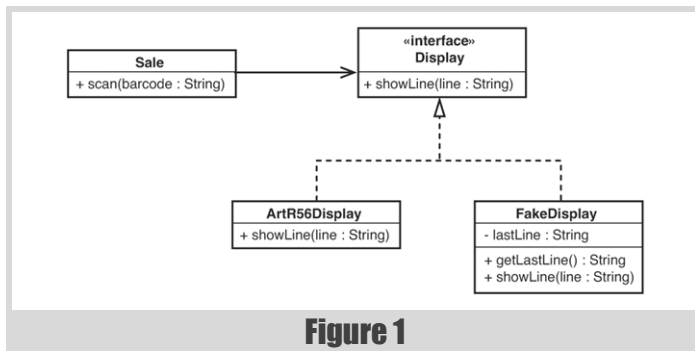 Sale
+ scan(barcode : String)
«interface»
Display
+ showLine(line : String)
ArtR56Display
+ showLine(line : String)
FakeDisplay
- lastLine : String
+ getLastLine() : String
+ showLine(line : String)
Figure 1